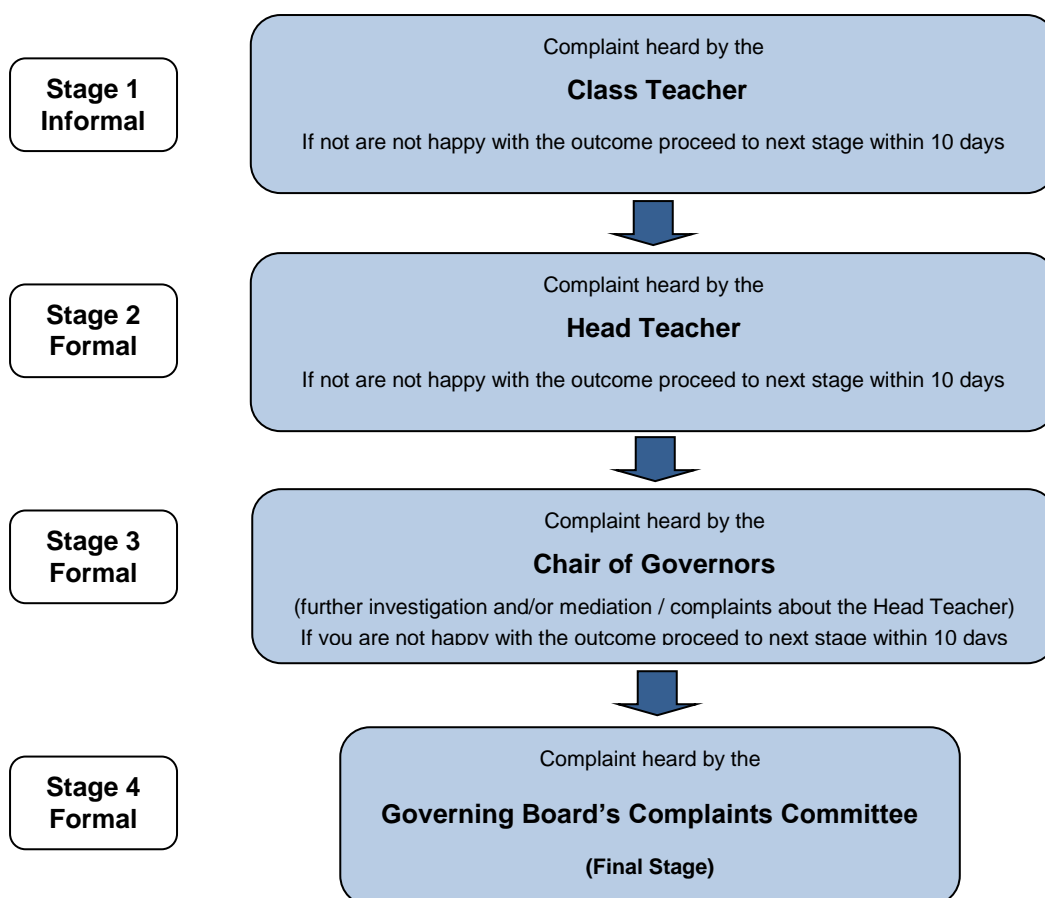 Stage 1
Informal
Complaint heard by the
Class Teacher
If not are not happy with the outcome proceed to next stage within 10 days
Stage 2
Formal
Complaint heard by the
Head Teacher
If not are not happy with the outcome proceed to next stage within 10 days
Stage 3
Formal
Complaint heard by the
Chair of Governors
(further investigation and/or mediation / complaints about the Head Teacher)
If you are not happy with the outcome proceed to next stage within 10 days
Stage 4
Formal
Complaint heard by the
Governing Board’s Complaints Committee
(Final Stage)